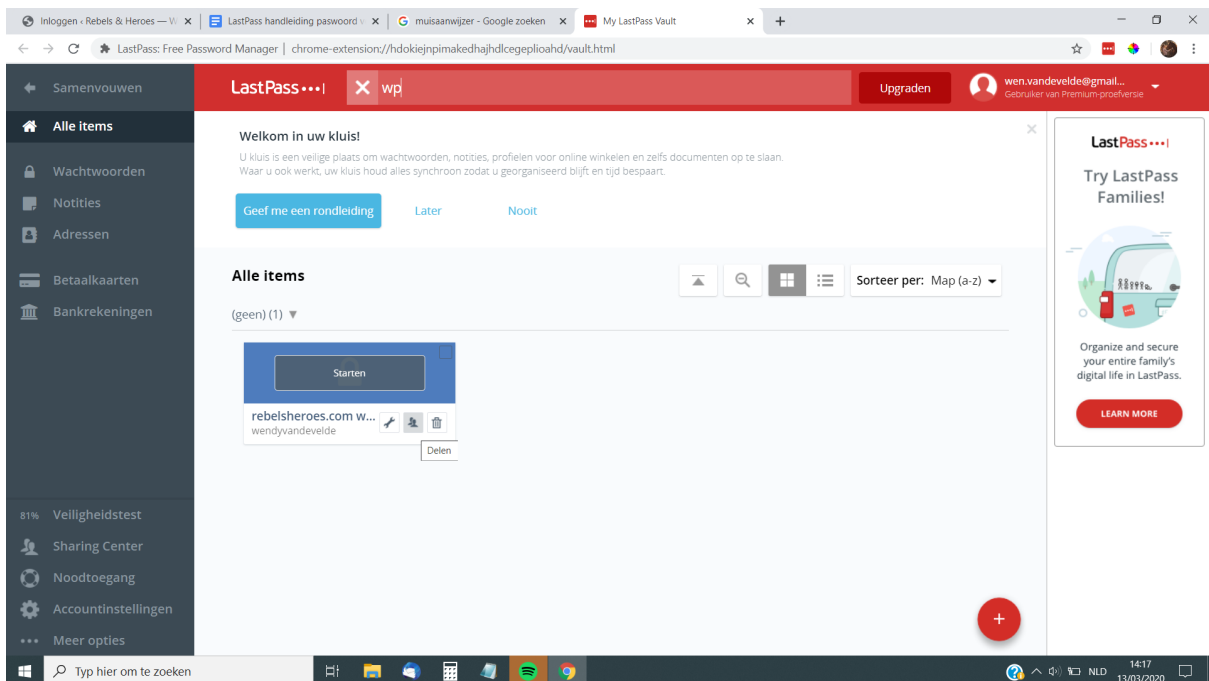 Inloggen ‹ Rebels & Heroes — W
LastPass handleiding paswoord v
muisaanwijzer - Google zoeken
My LastPass Vault
LastPass: Free Password Manager | chrome-extension://hdokiejnpimakedhajhdlcegeplioahd/vault.html
Samenvouwen
LastPass
wp
Upgraden
wen.vandevelde@gmail...
Gebruiker van Premium-proefversie
Alle items
Wachtwoorden
Notities
Adressen
Betaalkaarten
Bankrekeningen
81% Veiligheidstest
Sharing Center
Noodtoegang
Accountinstellingen
Meer opties
Welkom in uw kluis!
U kluis is een veilige plaats om wachtwoorden, notities, profielen voor online winkelen en zelfs documenten op te slaan.
Waar u ook werkt, uw kluis houd alles synchroon zodat u georganiseerd blijft en tijd bespaart.
Geef me een rondleiding Later Nooit
Alle items
Sorteer per: Map (a-z)
(geen) (1)
Starten
rebelsheroes.com w...
wendyvandevelde
Delen
LastPass
Try LastPass
Families!
Organize and secure
your entire family's
digital life in LastPass.
LEARN MORE
+
Typ hier om te zoeken
NLD
14:17
13/03/2020